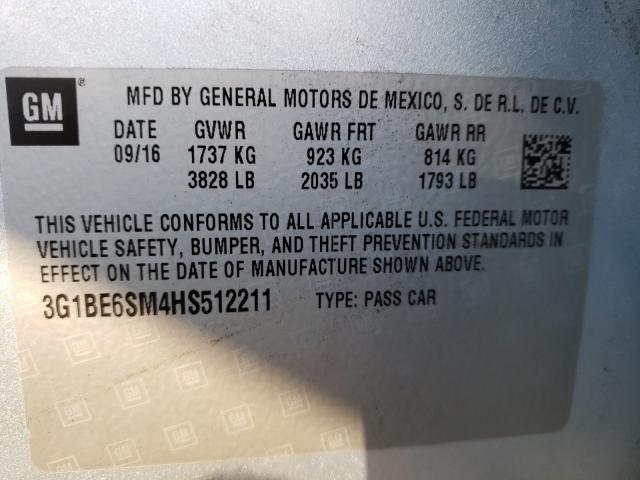 GM ®
MFD BY GENERAL MOTORS DE MEXICO, S. DE R.L. DE C.V.
DATE GVWR GAWR FRT GAWR RR
09/16 1737 KG 923 KG 814 KG
3828 LB 2035 LB 1793 LB
THIS VEHICLE CONFORMS TO ALL APPLICABLE U.S. FEDERAL MOTOR
VEHICLE SAFETY, BUMPER, AND THEFT PREVENTION STANDARDS IN
EFFECT ON THE DATE OF MANUFACTURE SHOWN ABOVE.
3G1BE6SM4HS512211 TYPE: PASS CAR